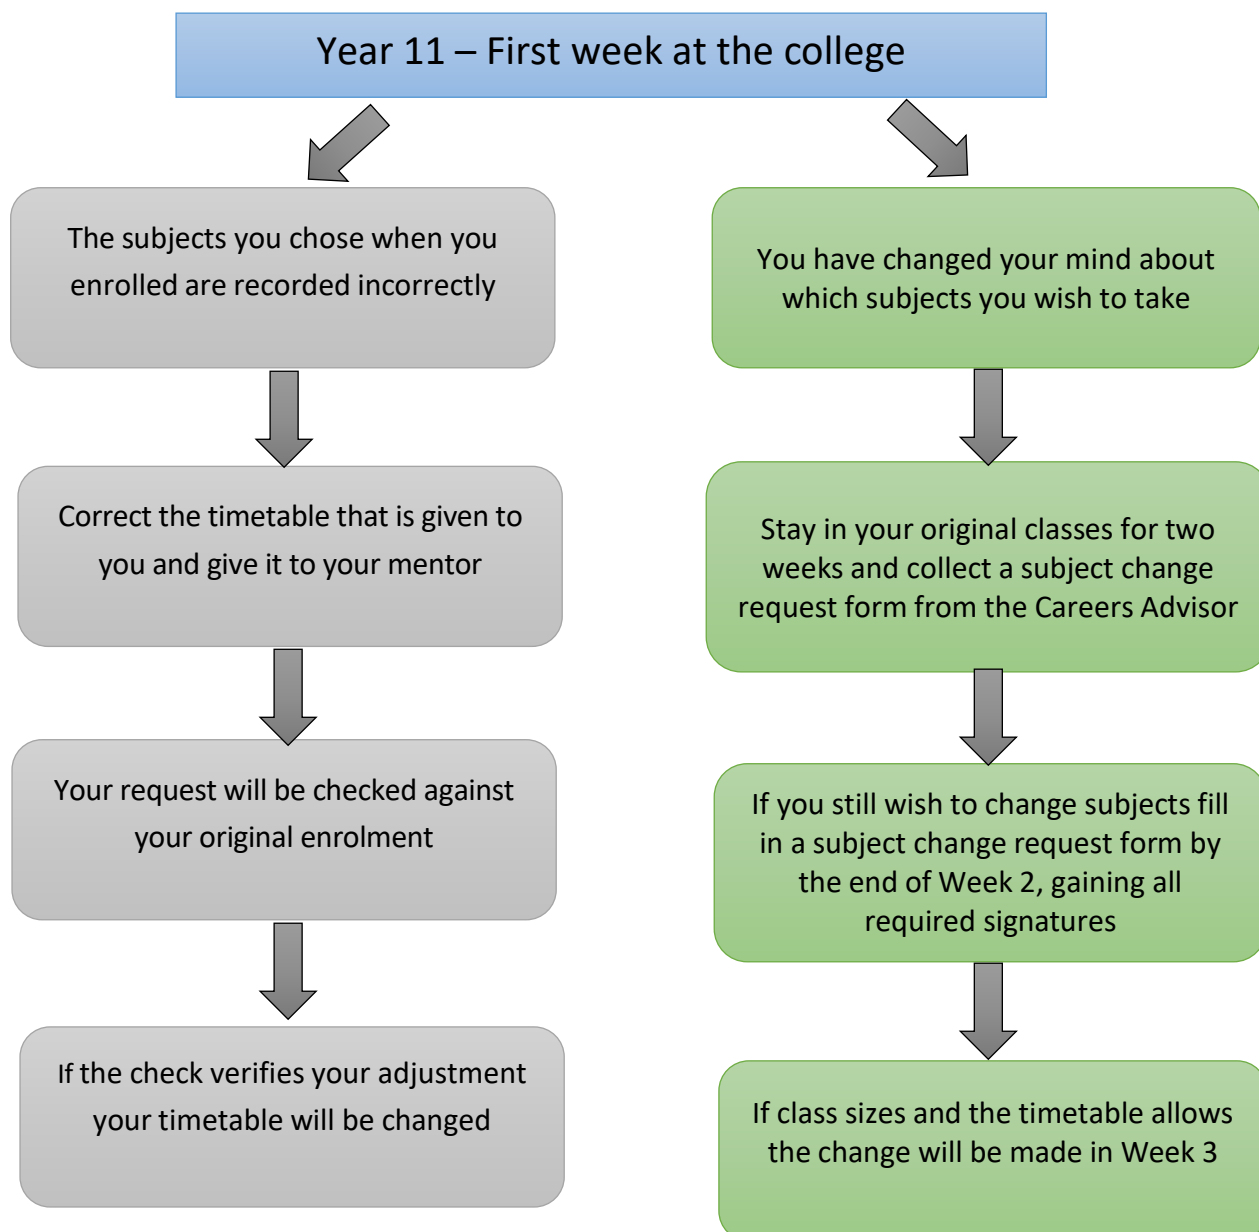 Year 11 – First week at the college
The subjects you chose when you
enrolled are recorded incorrectly
Correct the timetable that is given to
you and give it to your mentor
Your request will be checked against
your original enrolment
If the check verifies your adjustment
your timetable will be changed
You have changed your mind about
which subjects you wish to take
Stay in your original classes for two
weeks and collect a subject change
request form from the Careers Advisor
If you still wish to change subjects fill
in a subject change request form by
the end of Week 2, gaining all
required signatures
If class sizes and the timetable allows
the change will be made in Week 3